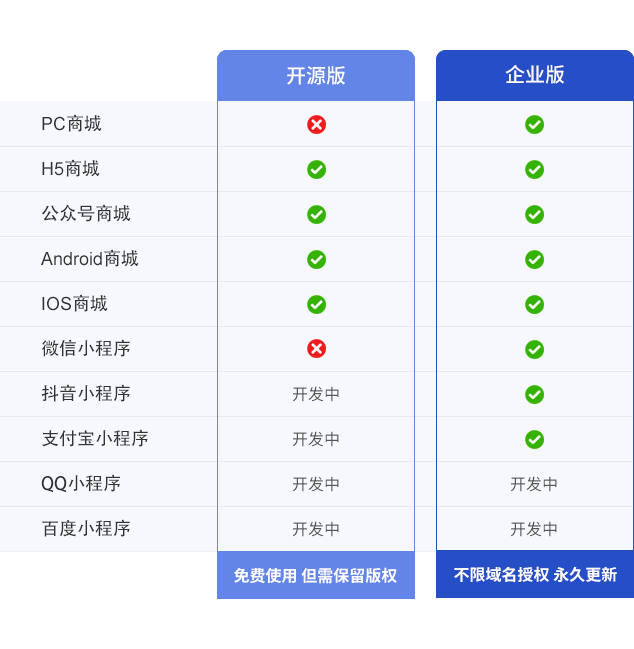 开源版 企业版
PC商城
H5商城
公众号商城
Android商城
IOS商城
微信小程序
抖音小程序 开发中
支付宝小程序 开发中
QQ小程序 开发中 开发中
百度小程序 开发中 开发中
免费使用 但需保留版权 不限域名授权 永久更新